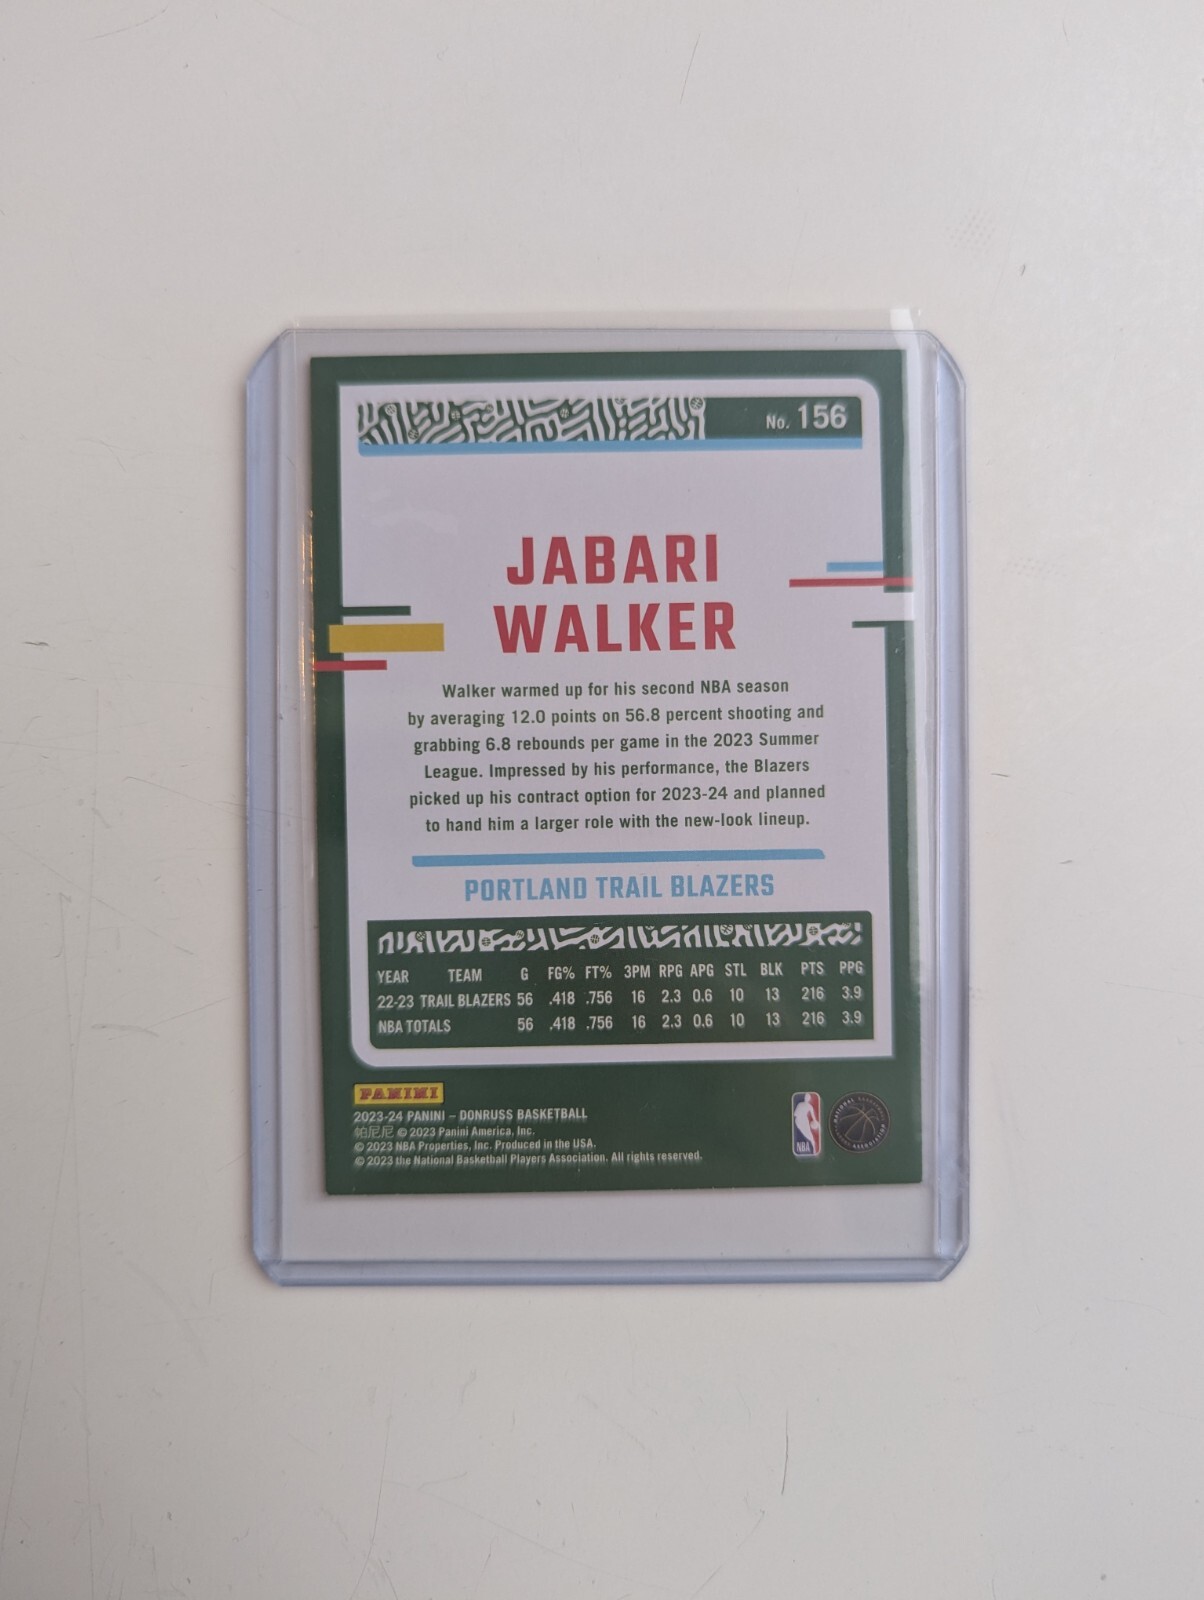 No. 156
JABARI
WALKER
Walker warmed up for his second NBA season
by averaging 12.0 points on 56.8 percent shooting and
grabbing 6.8 rebounds per game in the 2023 Summer
League. Impressed by his performance, the Blazers
picked up his contract option for 2023-24 and planned
to hand him a larger role with the new-look lineup.
PORTLAND TRAIL BLAZERS
YEAR TEAM G FG% FT% 3PM RPG APG STL BLK PTS PPG
22-23 TRAIL BLAZERS 56 .418 .756 16 2.3 0.6 10 13 216 3.9
NBA TOTALS 56 .418 .756 16 2.3 0.6 10 13 216 3.9
PANINI
2023-24 PANINI – DONRUSS BASKETBALL
帕尼尼 © 2023 Panini America, Inc.
© 2023 NBA Properties, Inc. Produced in the USA.
© 2023 the National Basketball Players Association. All rights reserved.
NBA